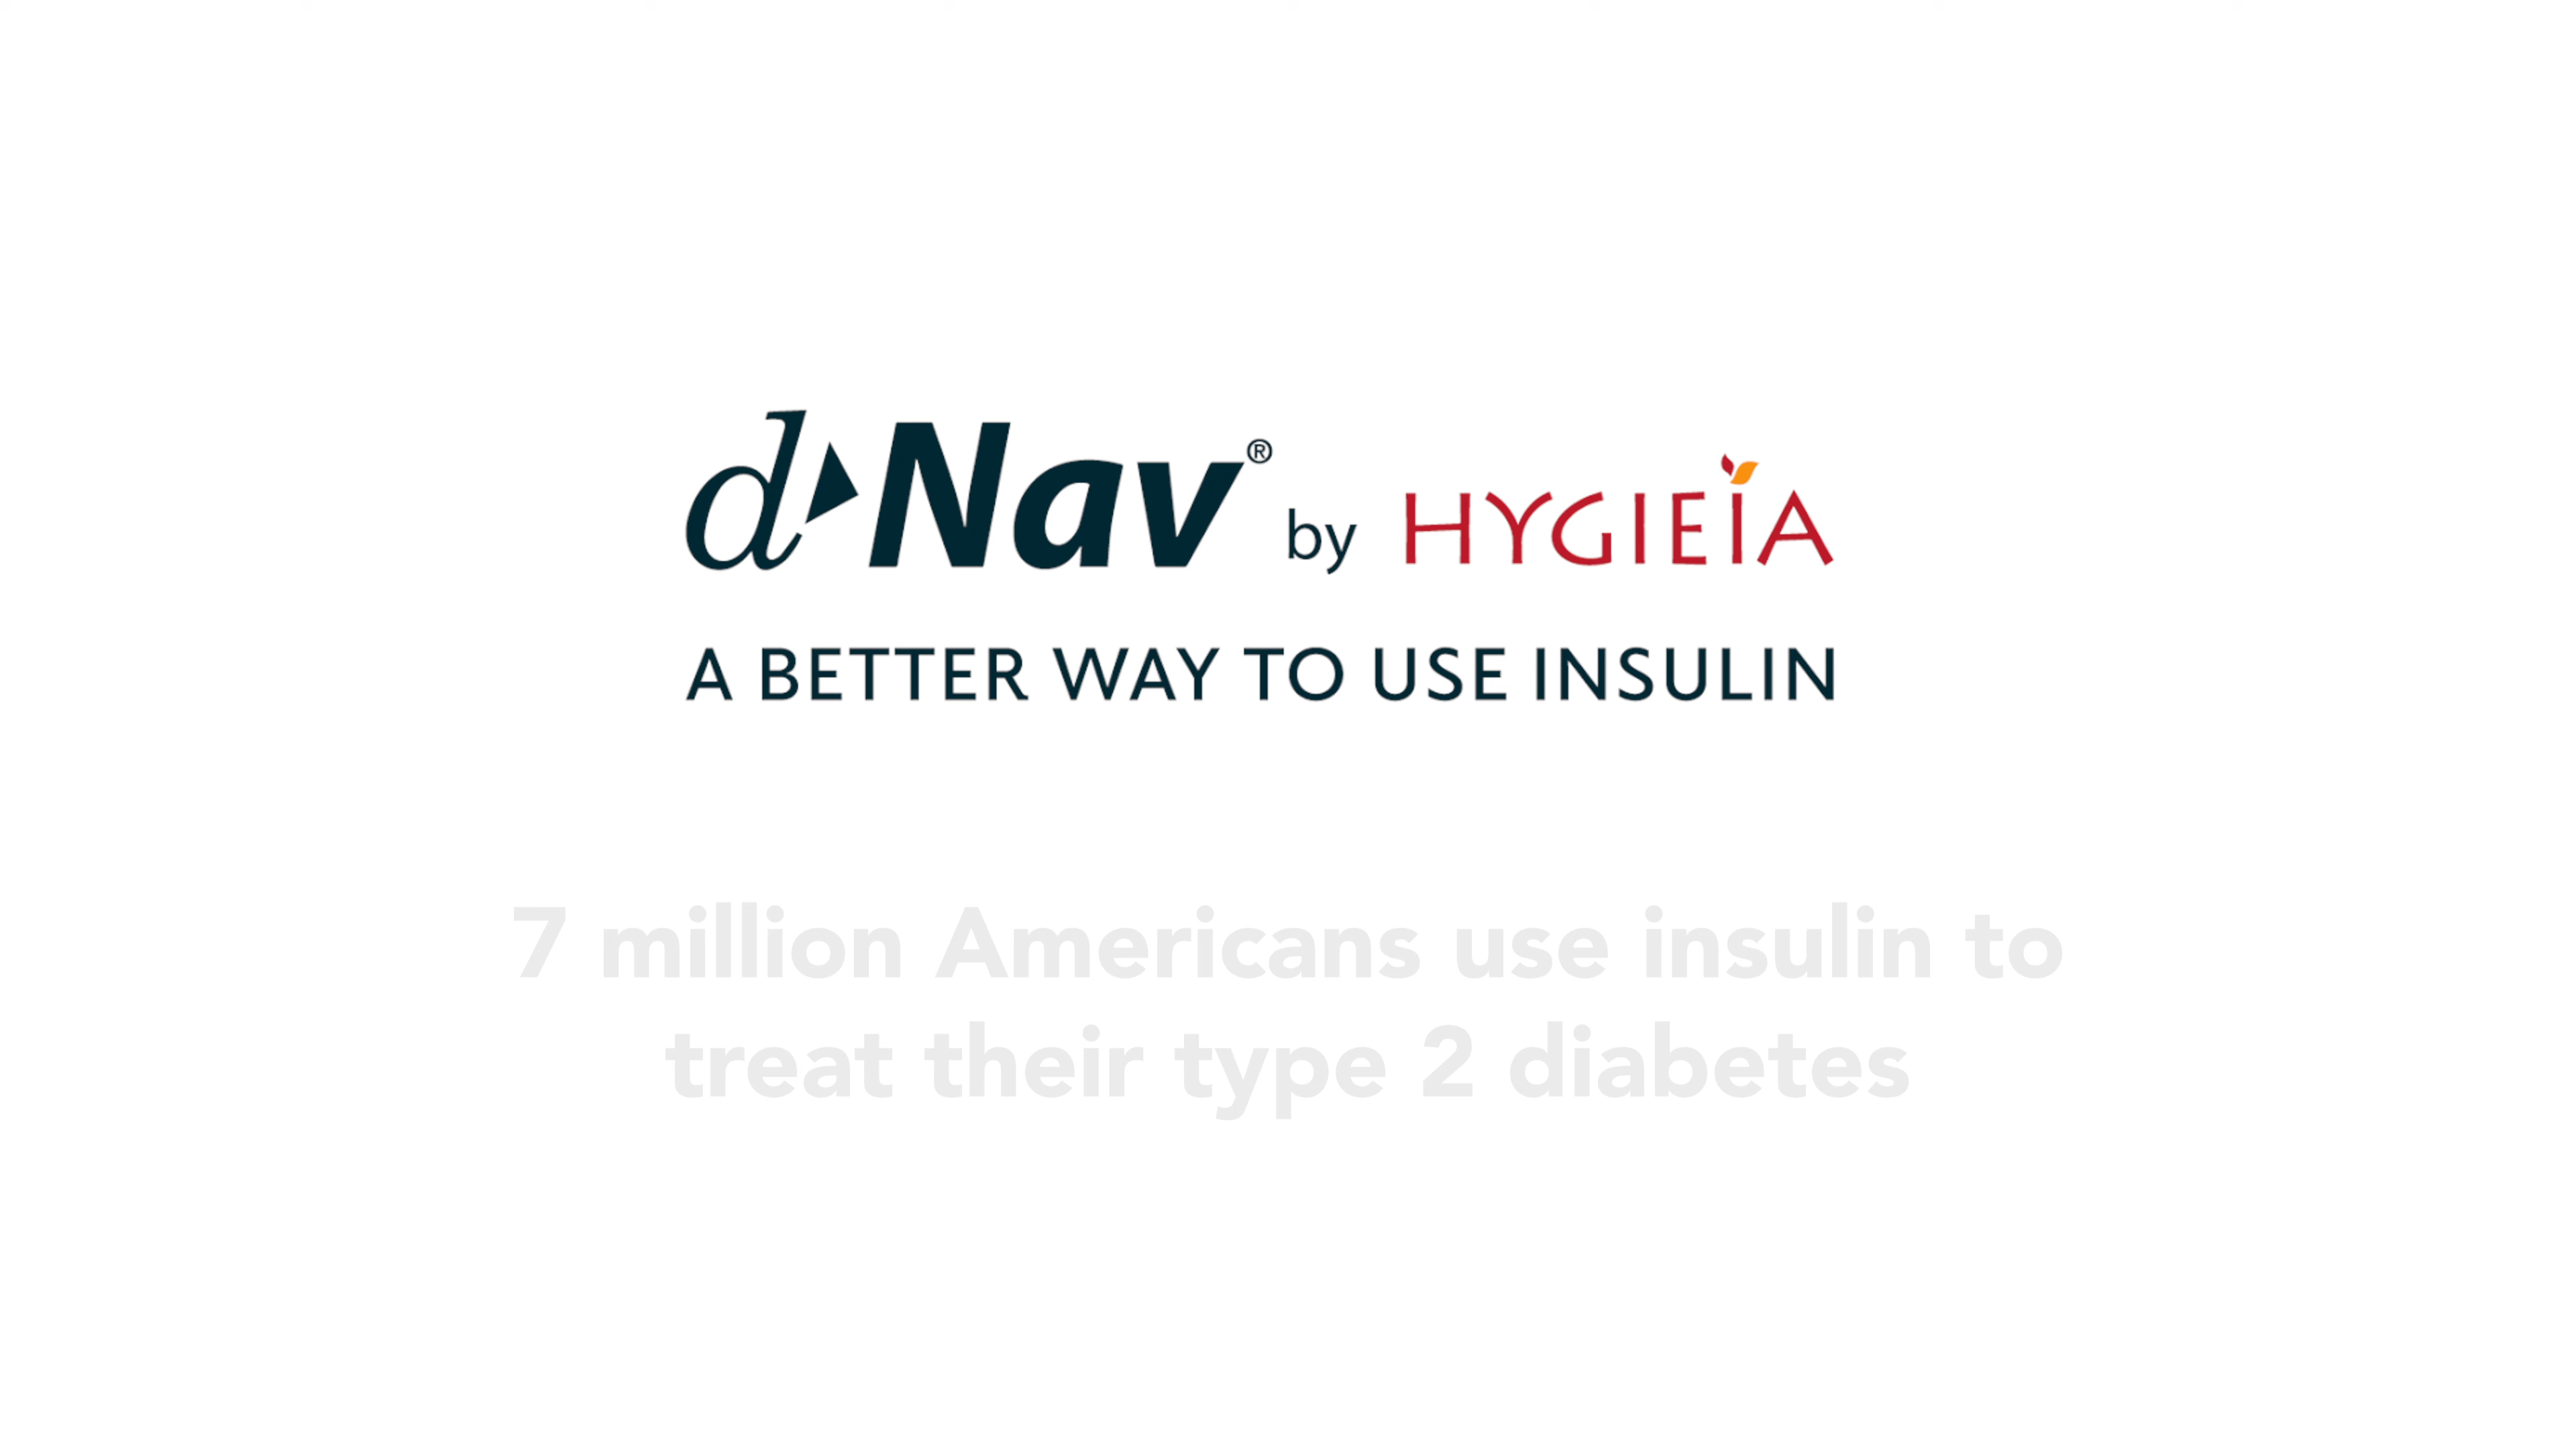 d Nav® by HYGIEIA
A BETTER WAY TO USE INSULIN
7 million Americans use insulin to
treat their type 2 diabetes